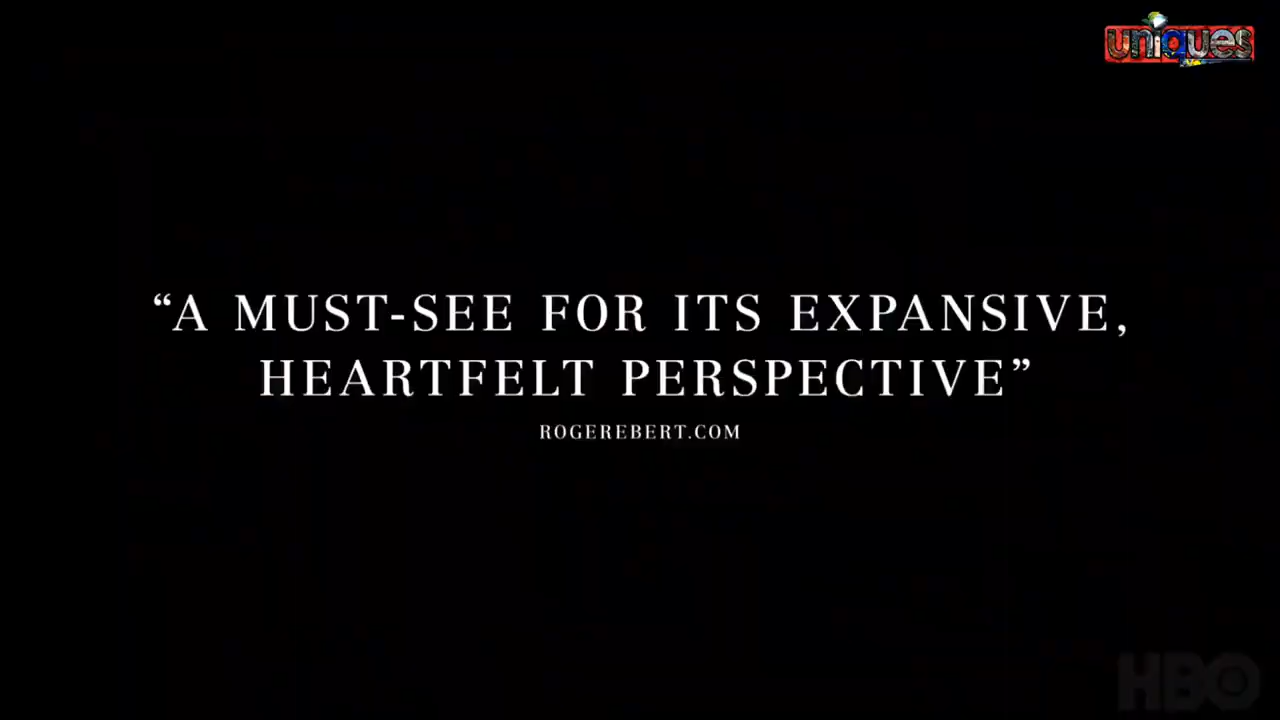 uniques
“A MUST-SEE FOR ITS EXPANSIVE,
HEARTFELT PERSPECTIVE”
ROGEREBERT.COM
HBO